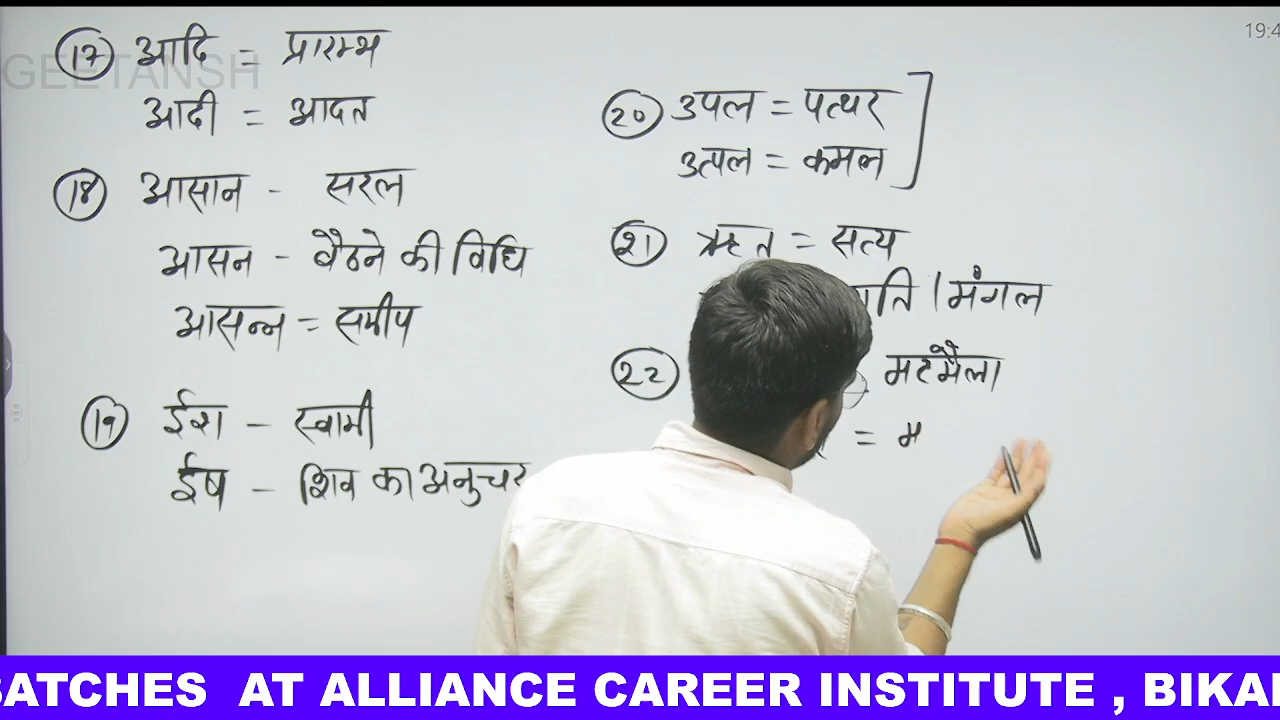 GEETANSH
19:4
(17) आदि = प्रारम्भ
आदी = आदत
(18) आसान - सरल
आसन - बैठने की विधि
आसन्न = समीप
(19) ईश - स्वामी
ईष - शिव का अनुचर
(20) उपल = पत्थर
उत्पल = कमल
(21) ऋत = सत्य
गति | मंगल
(22) मटमैला
= म
BATCHES AT ALLIANCE CAREER INSTITUTE , BIKA